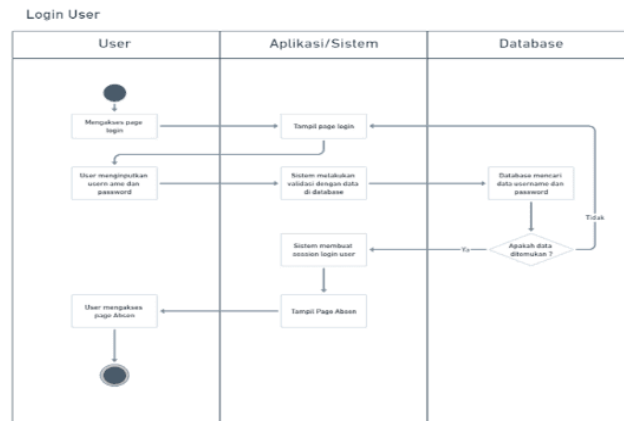 Login User
User
Aplikasi/Sistem
Database
Mengakses page
login
Tampil page login
User menginputkan
usern ame dan
password
Sistem melakukan
validasi dengan data
di database
Database mencari
data username dan
password
Tidak
Sistem membuat
session login user
Ya
Apakah data
ditemukan ?
User mengakses
page Absen
Tampil Page Absen